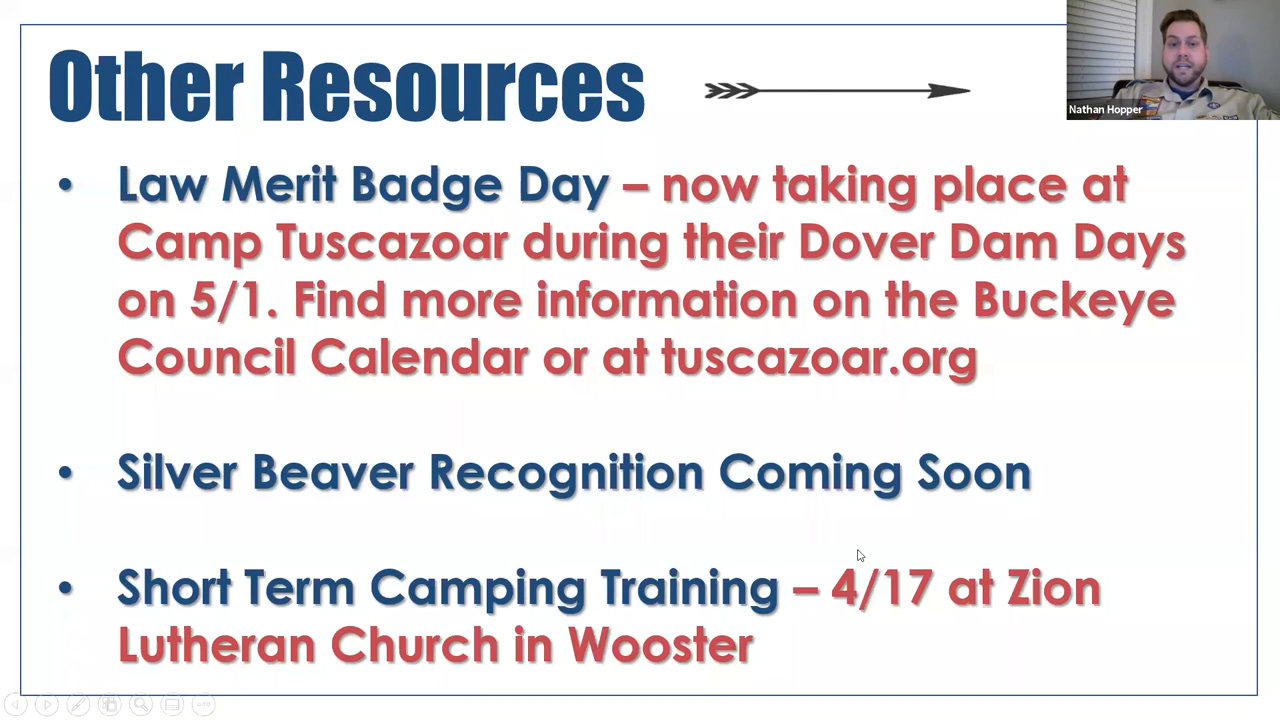 Other Resources
Nathan Hopper
• Law Merit Badge Day – now taking place at
Camp Tuscazoar during their Dover Dam Days
on 5/1. Find more information on the Buckeye
Council Calendar or at tuscazoar.org
• Silver Beaver Recognition Coming Soon
• Short Term Camping Training – 4/17 at Zion
Lutheran Church in Wooster